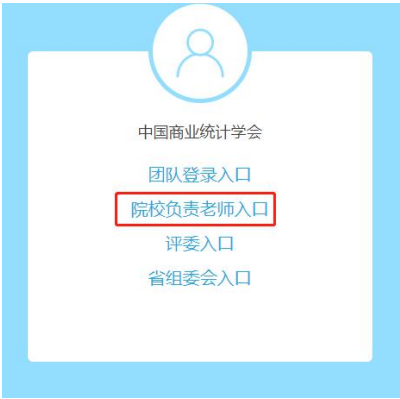 中国商业统计学会
团队登录入口
院校负责老师入口
评委入口
省组委会入口